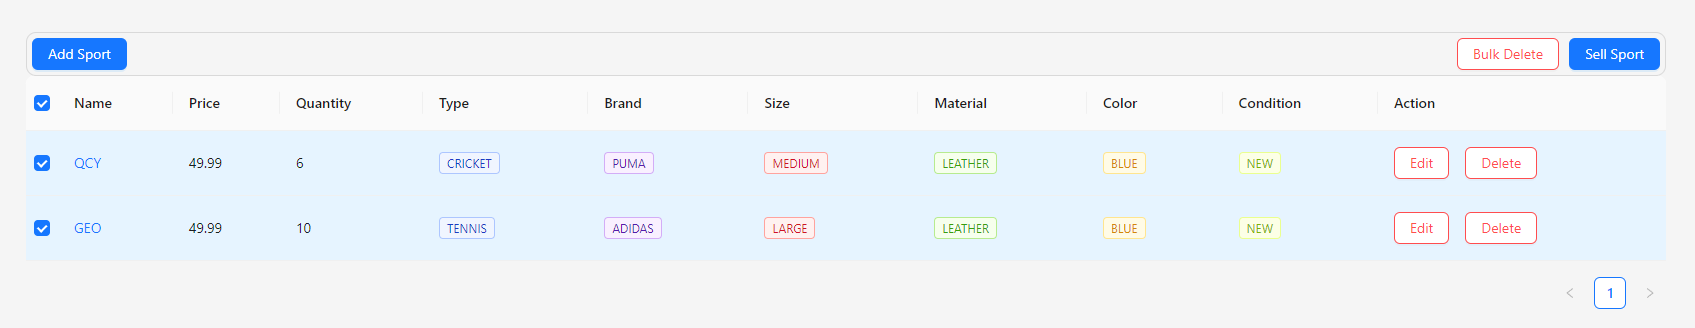 Add Sport Bulk Delete Sell Sport
Name Price Quantity Type Brand Size Material Color Condition Action
QCY 49.99 6 CRICKET PUMA MEDIUM LEATHER BLUE NEW Edit Delete
GEO 49.99 10 TENNIS ADIDAS LARGE LEATHER BLUE NEW Edit Delete
1